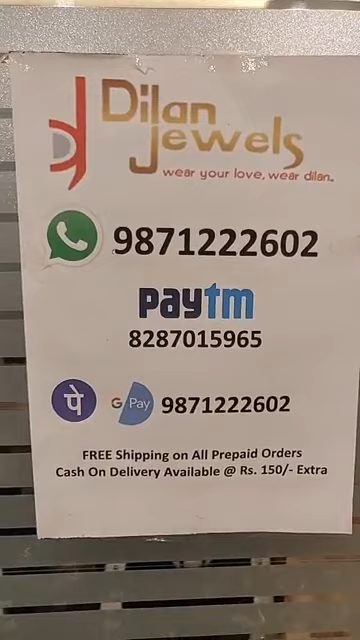 Dilan
Jewels
wear your love, wear dilan.
9871222602
paytm
8287015965
पे G Pay 9871222602
FREE Shipping on All Prepaid Orders
Cash On Delivery Available @ Rs. 150/- Extra